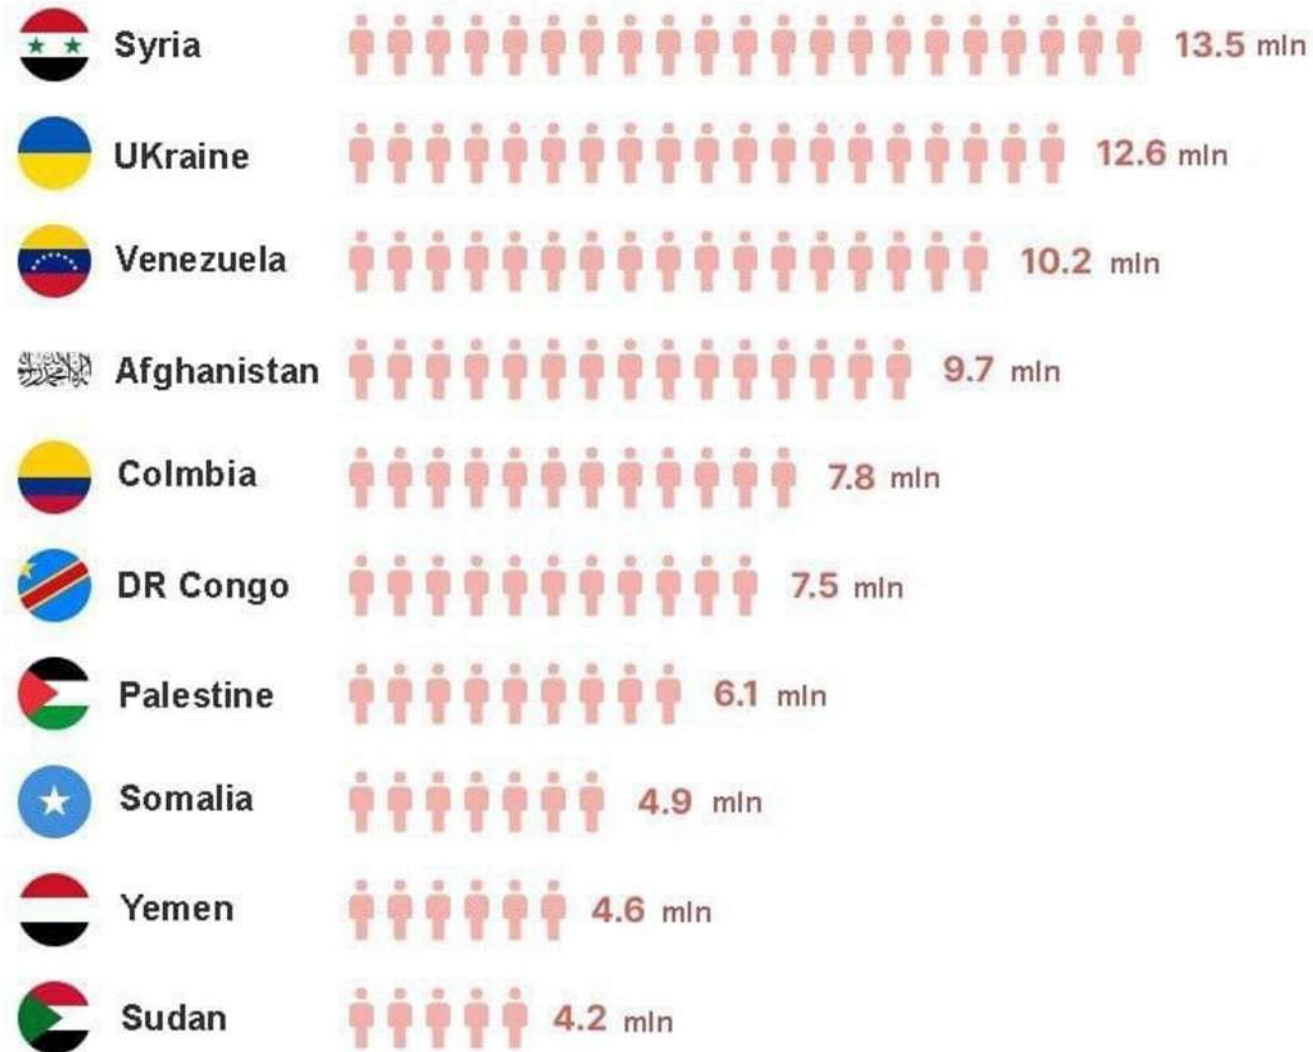 Syria 13.5 mln
UKraine 12.6 mln
Venezuela 10.2 mln
Afghanistan 9.7 mln
Colmbia 7.8 mln
DR Congo 7.5 mln
Palestine 6.1 mln
Somalia 4.9 mln
Yemen 4.6 mln
Sudan 4.2 mln